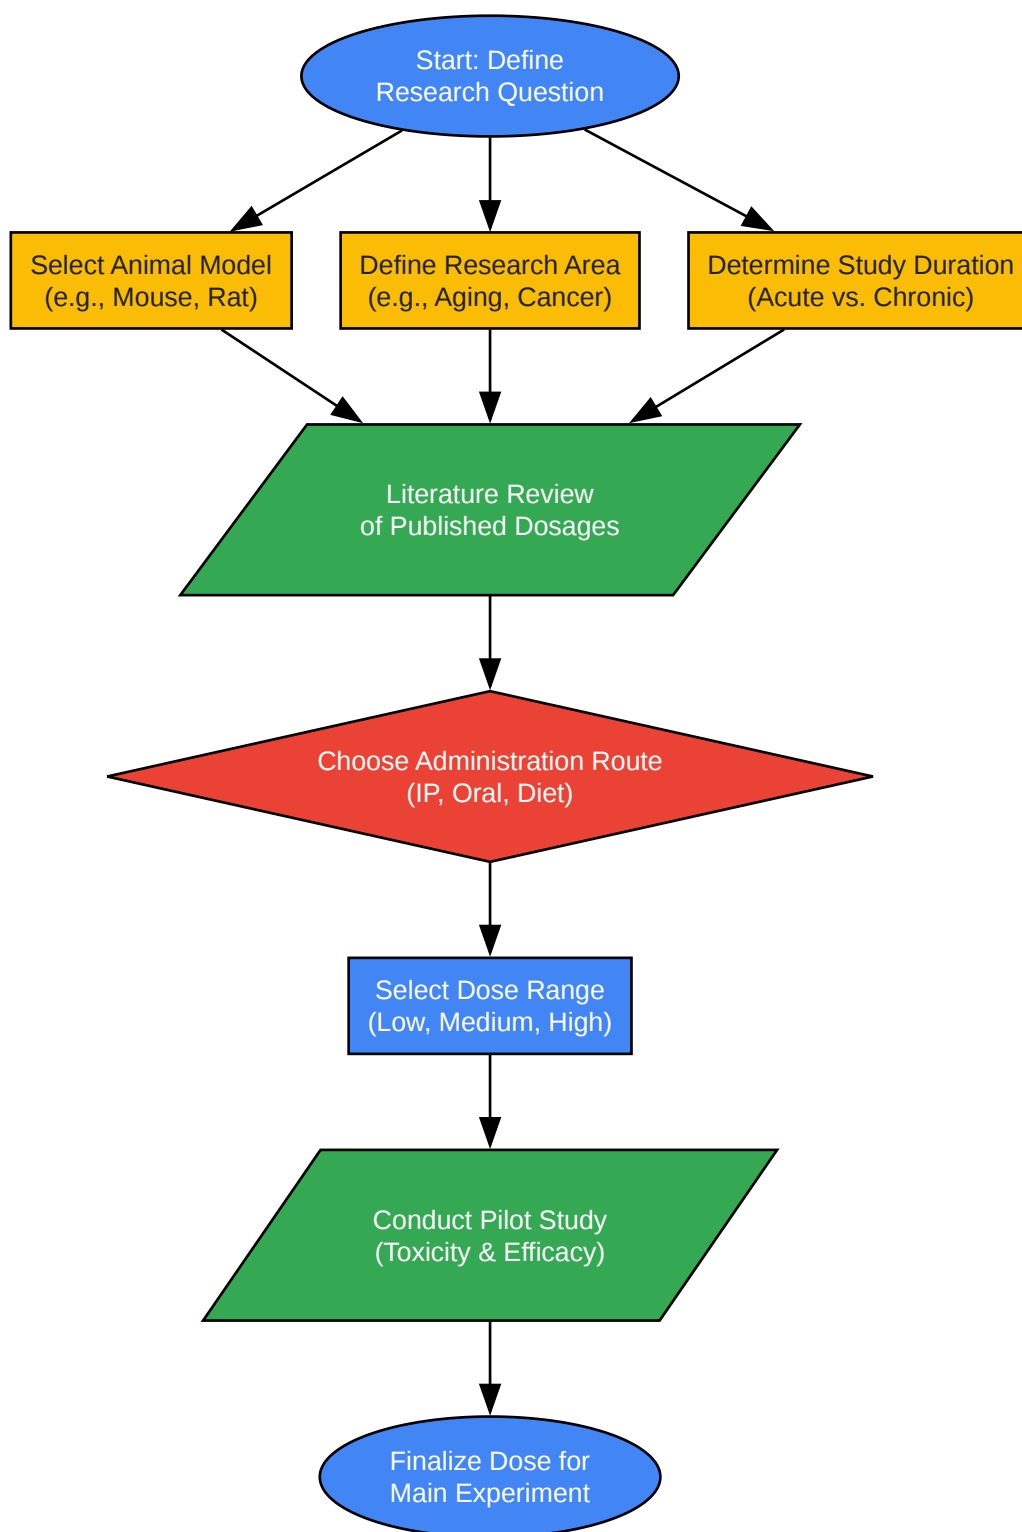 Start: Define
Research Question
Select Animal Model
(e.g., Mouse, Rat)
Define Research Area
(e.g., Aging, Cancer)
Determine Study Duration
(Acute vs. Chronic)
Literature Review
of Published Dosages
Choose Administration Route
(IP, Oral, Diet)
Select Dose Range
(Low, Medium, High)
Conduct Pilot Study
(Toxicity & Efficacy)
Finalize Dose for
Main Experiment